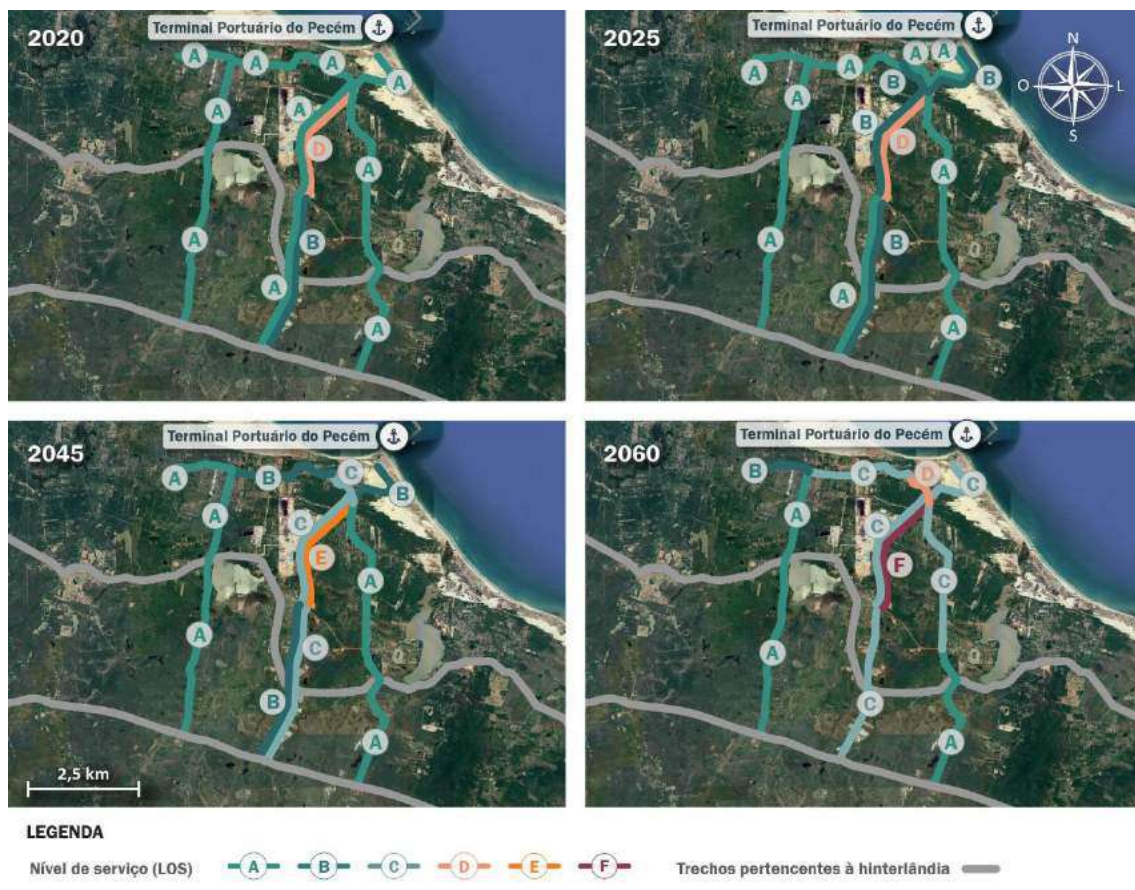 2020
Terminal Portuário do Pecém
A
A
A
A
A
A
D
A
A
B
A
A
2025
Terminal Portuário do Pecém
N
O
L
S
A
A
A
A
B
B
A
B
D
A
A
B
A
A
2045
Terminal Portuário do Pecém
A
B
C
B
A
C
E
A
A
C
B
A
2,5 km
2060
Terminal Portuário do Pecém
B
C
D
C
A
C
F
C
A
C
A
LEGENDA
Nível de serviço (LOS) A B C D E F Trechos pertencentes à hinterlândia